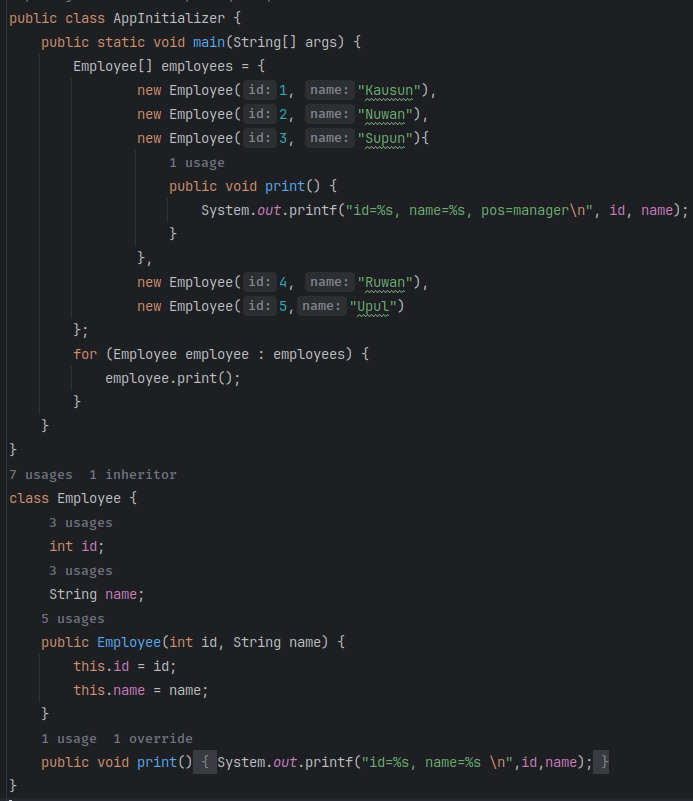 public class AppInitializer {
public static void main(String[] args) {
Employee[] employees = {
new Employee( id: 1, name: "Kausun"),
new Employee( id: 2, name: "Nuwan"),
new Employee( id: 3, name: "Supun"){
1 usage
public void print() {
System.out.printf("id=%s, name=%s, pos=manager\n", id, name);
}
},
new Employee( id: 4, name: "Ruwan"),
new Employee( id: 5, name: "Upul")
};
for (Employee employee : employees) {
employee.print();
}
}
}
7 usages 1 inheritor
class Employee {
3 usages
int id;
3 usages
String name;
5 usages
public Employee(int id, String name) {
this.id = id;
this.name = name;
}
1 usage 1 override
public void print() { System.out.printf("id=%s, name=%s \n",id,name); }
}